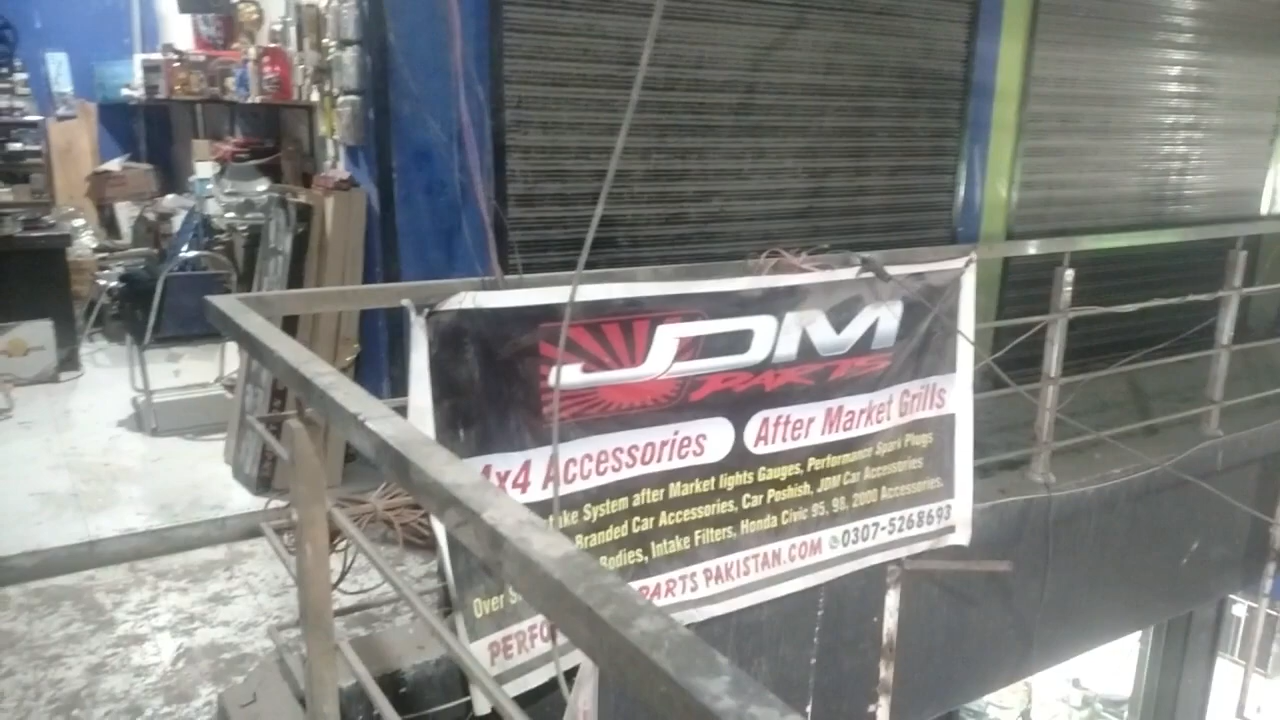 JDM
PARTS
4x4 Accessories After Market Grills
System after Market lights Gauges, Performance Spark Plugs
Branded Car Accessories, Car Poshish, JDM Car Accessories
Bodies, Intake Filters, Honda Civic 95, 98, 2000 Accessories.
Over
PARTS PAKISTAN.COM 0307-5268693